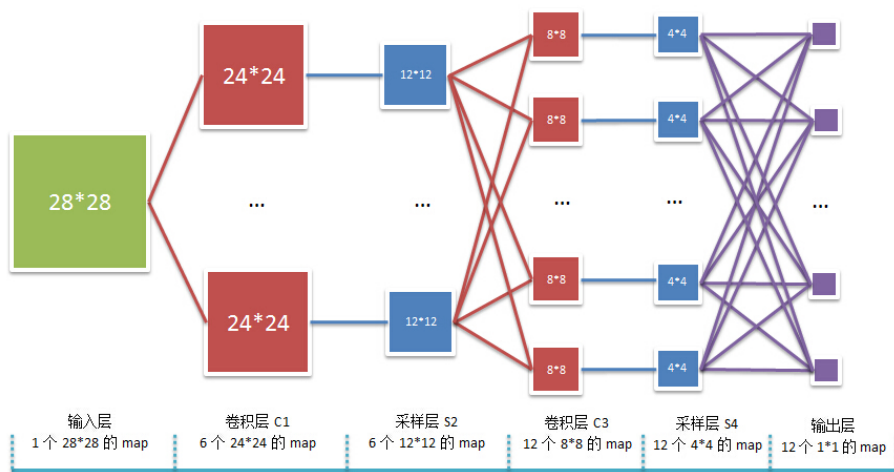 28*28
24*24
...
24*24
12*12
...
12*12
8*8
8*8
...
8*8
8*8
4*4
4*4
...
4*4
4*4
...
输入层
1 个 28*28 的 map
卷积层 C1
6 个 24*24 的 map
采样层 S2
6 个 12*12 的 map
卷积层 C3
12 个 8*8 的 map
采样层 S4
12 个 4*4 的 map
输出层
12 个 1*1 的 map